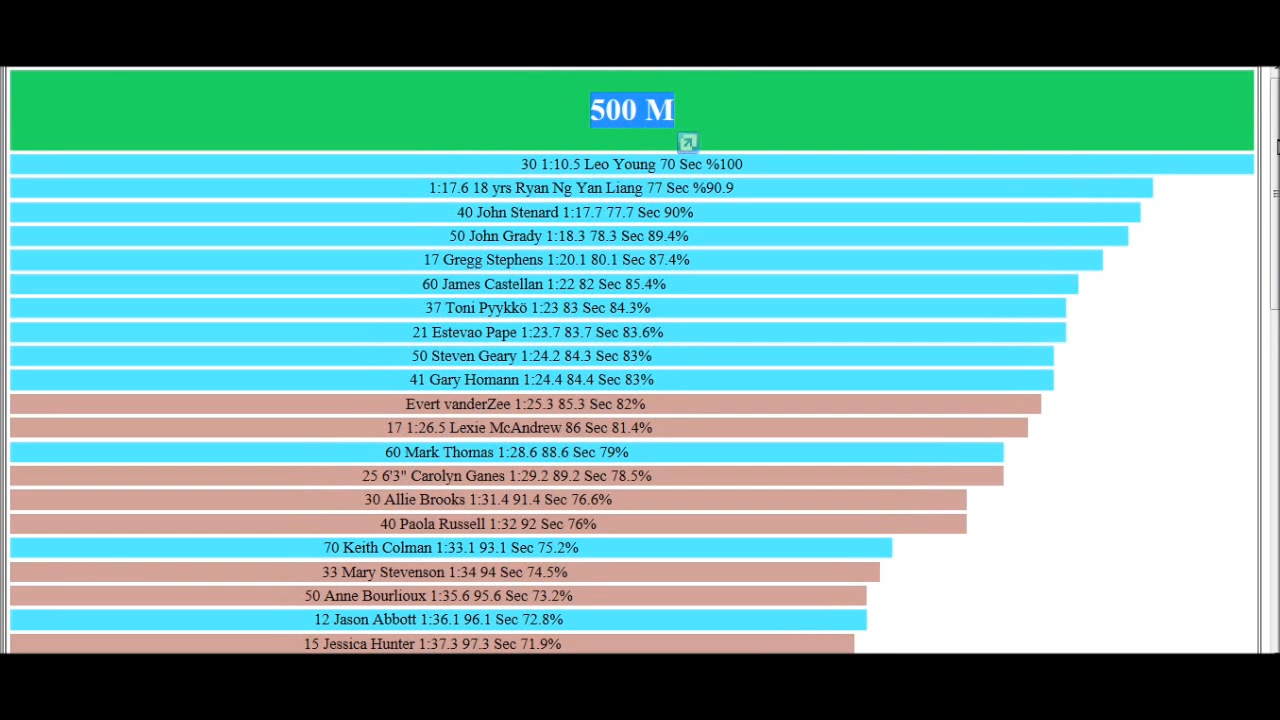 500 M
30 1:10.5 Leo Young 70 Sec %100
1:17.6 18 yrs Ryan Ng Yan Liang 77 Sec %90.9
40 John Stenard 1:17.7 77.7 Sec 90%
50 John Grady 1:18.3 78.3 Sec 89.4%
17 Gregg Stephens 1:20.1 80.1 Sec 87.4%
60 James Castellan 1:22 82 Sec 85.4%
37 Toni Pyykkö 1:23 83 Sec 84.3%
21 Estevao Pape 1:23.7 83.7 Sec 83.6%
50 Steven Geary 1:24.2 84.3 Sec 83%
41 Gary Homann 1:24.4 84.4 Sec 83%
Evert vanderZee 1:25.3 85.3 Sec 82%
17 1:26.5 Lexie McAndrew 86 Sec 81.4%
60 Mark Thomas 1:28.6 88.6 Sec 79%
25 6'3" Carolyn Ganes 1:29.2 89.2 Sec 78.5%
30 Allie Brooks 1:31.4 91.4 Sec 76.6%
40 Paola Russell 1:32 92 Sec 76%
70 Keith Colman 1:33.1 93.1 Sec 75.2%
33 Mary Stevenson 1:34 94 Sec 74.5%
50 Anne Bourlioux 1:35.6 95.6 Sec 73.2%
12 Jason Abbott 1:36.1 96.1 Sec 72.8%
15 Jessica Hunter 1:37.3 97.3 Sec 71.9%